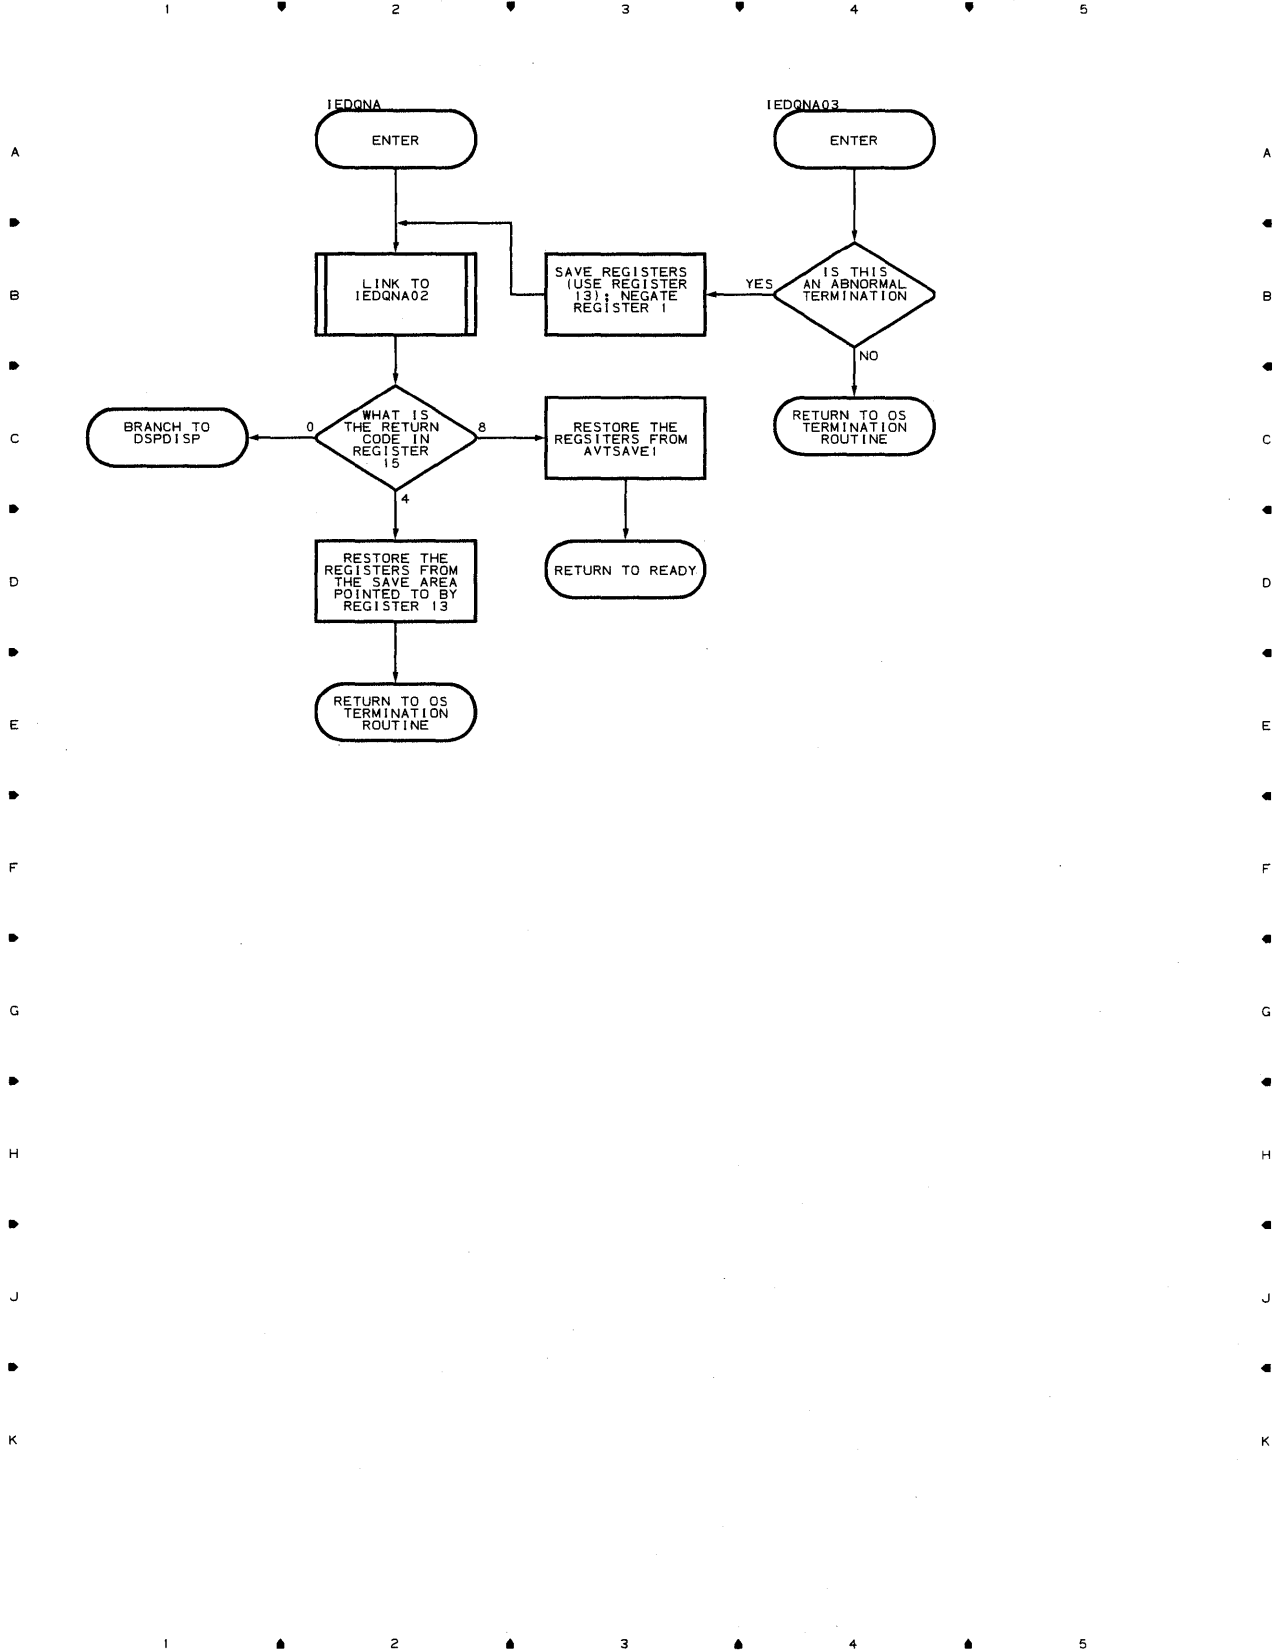 1 2 3 4 5
IEDQNA
IEDQNA03
ENTER
ENTER
A
A
LINK TO
IEDQNA02
SAVE REGISTERS
(USE REGISTER
13); NEGATE
REGISTER 1
YES
IS THIS
AN ABNORMAL
TERMINATION
B
B
NO
BRANCH TO
DSPDISP
0
WHAT IS
THE RETURN
CODE IN
REGISTER
15
8
RESTORE THE
REGSITERS FROM
AVTSAVE1
RETURN TO OS
TERMINATION
ROUTINE
C
C
4
RESTORE THE
REGISTERS FROM
THE SAVE AREA
POINTED TO BY
REGISTER 13
RETURN TO READY
D
D
RETURN TO OS
TERMINATION
ROUTINE
E
E
F
F
G
G
H
H
J
J
K
K
1 2 3 4 5